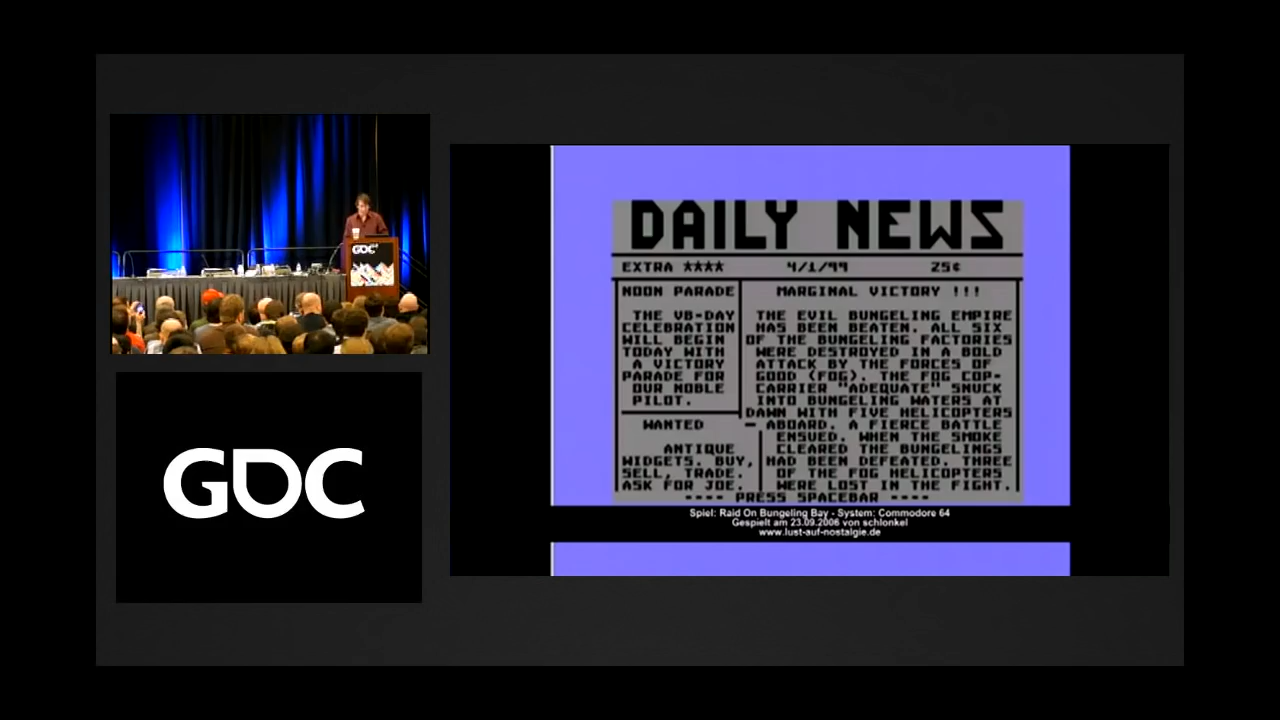 GDC
GDC
DAILY NEWS
EXTRA ★★★★ 4/1/99 25¢
NOON PARADE
THE VB-DAY
CELEBRATION
WILL BEGIN
TODAY WITH
A VICTORY
PARADE FOR
OUR NOBLE
PILOT.
WANTED
ANTIQUE
WIDGETS. BUY,
SELL, TRADE.
ASK FOR JOE.
MARGINAL VICTORY !!!
THE EVIL BUNGELING EMPIRE
HAS BEEN BEATEN. ALL SIX
OF THE BUNGELING FACTORIES
WERE DESTROYED IN A BOLD
ATTACK BY THE FORCES OF
GOOD (FOG). THE FOG COP-
CARRIER "ADEQUATE" SNUCK
INTO BUNGELING WATERS AT
DAWN WITH FIVE HELICOPTERS
ABOARD. A FIERCE BATTLE
ENSUED. WHEN THE SMOKE
CLEARED THE BUNGELINGS
HAD BEEN DEFEATED. THREE
OF THE FOG HELICOPTERS
WERE LOST IN THE FIGHT.
---- PRESS SPACEBAR ----
Spiel: Raid On Bungeling Bay - System: Commodore 64
Gespielt am 23.09.2006 von schlonkel
www.lust-auf-nostalgie.de